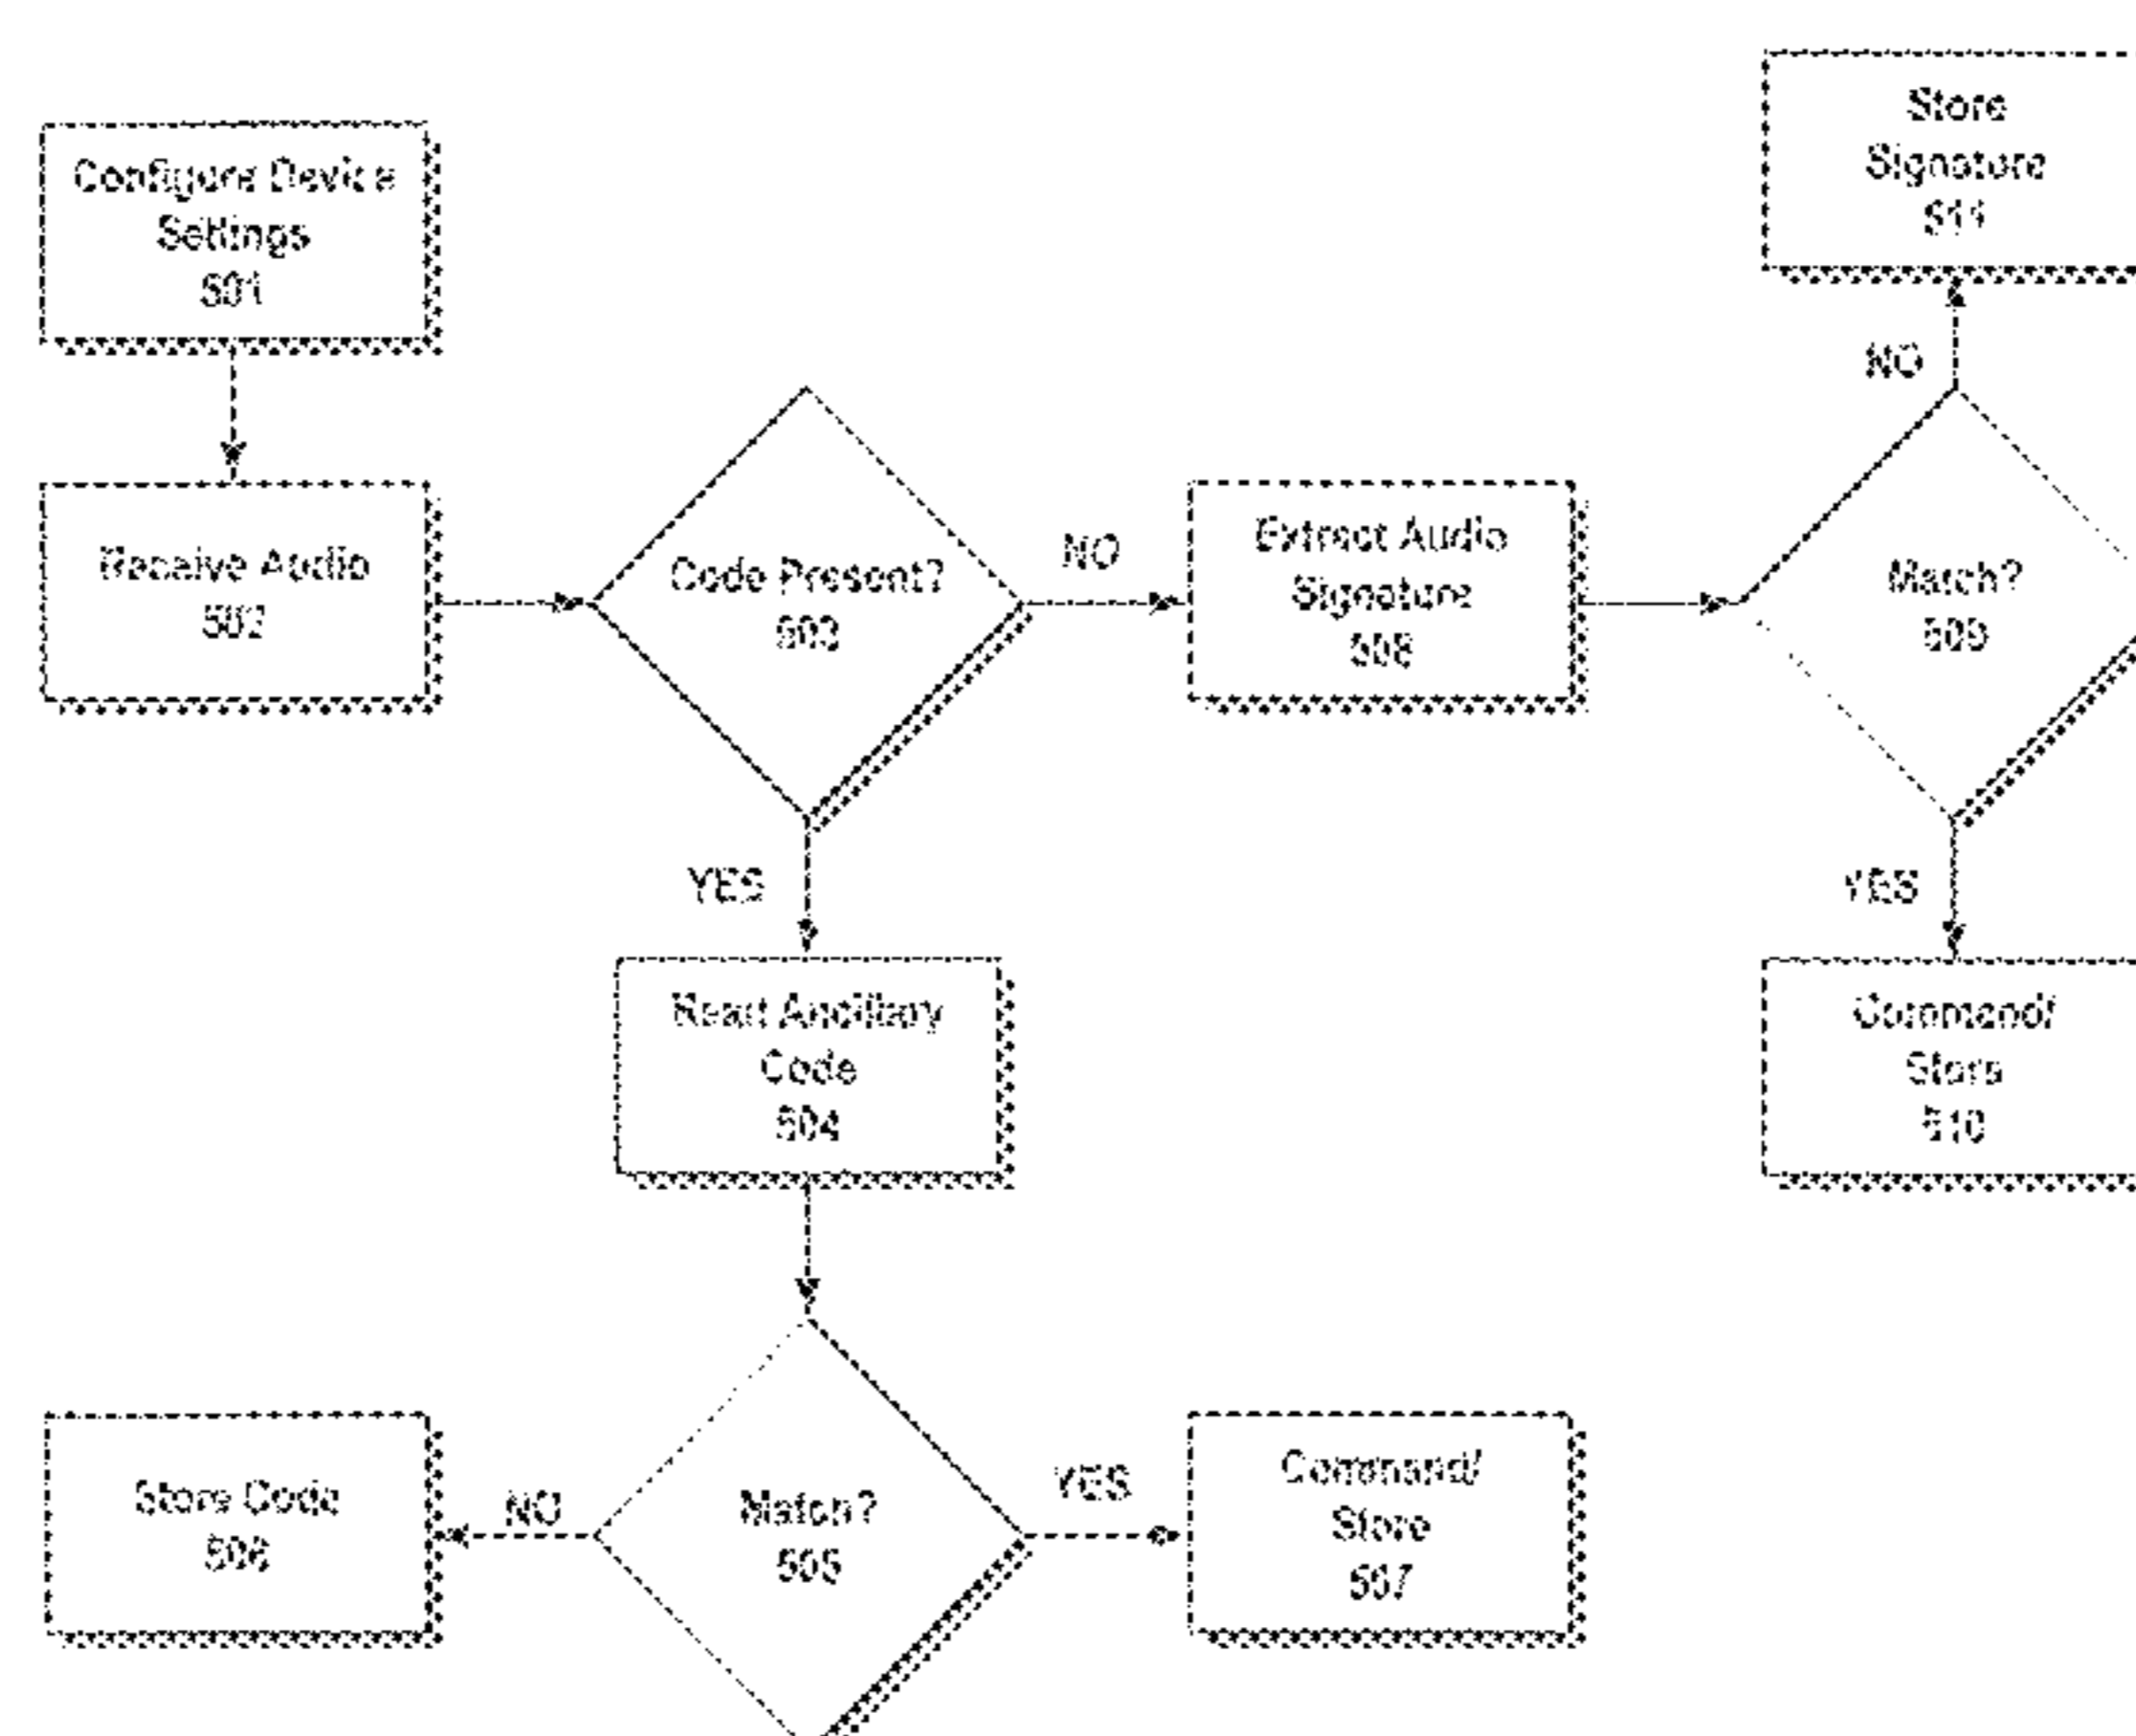 Configure Device
Settings
501
Receive Audio
502
Code Present?
503
NO
YES
Extract Audio
Signature
508
Match?
509
NO
Store
Signature
511
YES
Command/
Store
510
Read Ancillary
Code
504
Match?
505
NO
Store Code
506
YES
Command/
Store
507